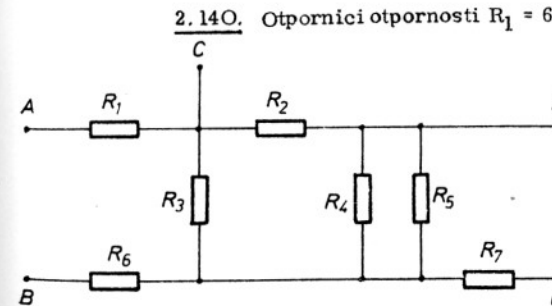 2.140. Otpornici otpornosti R₁ = 6
C
A
R₁
R₂
R₃
R₄
R₅
R₆
R₇
B